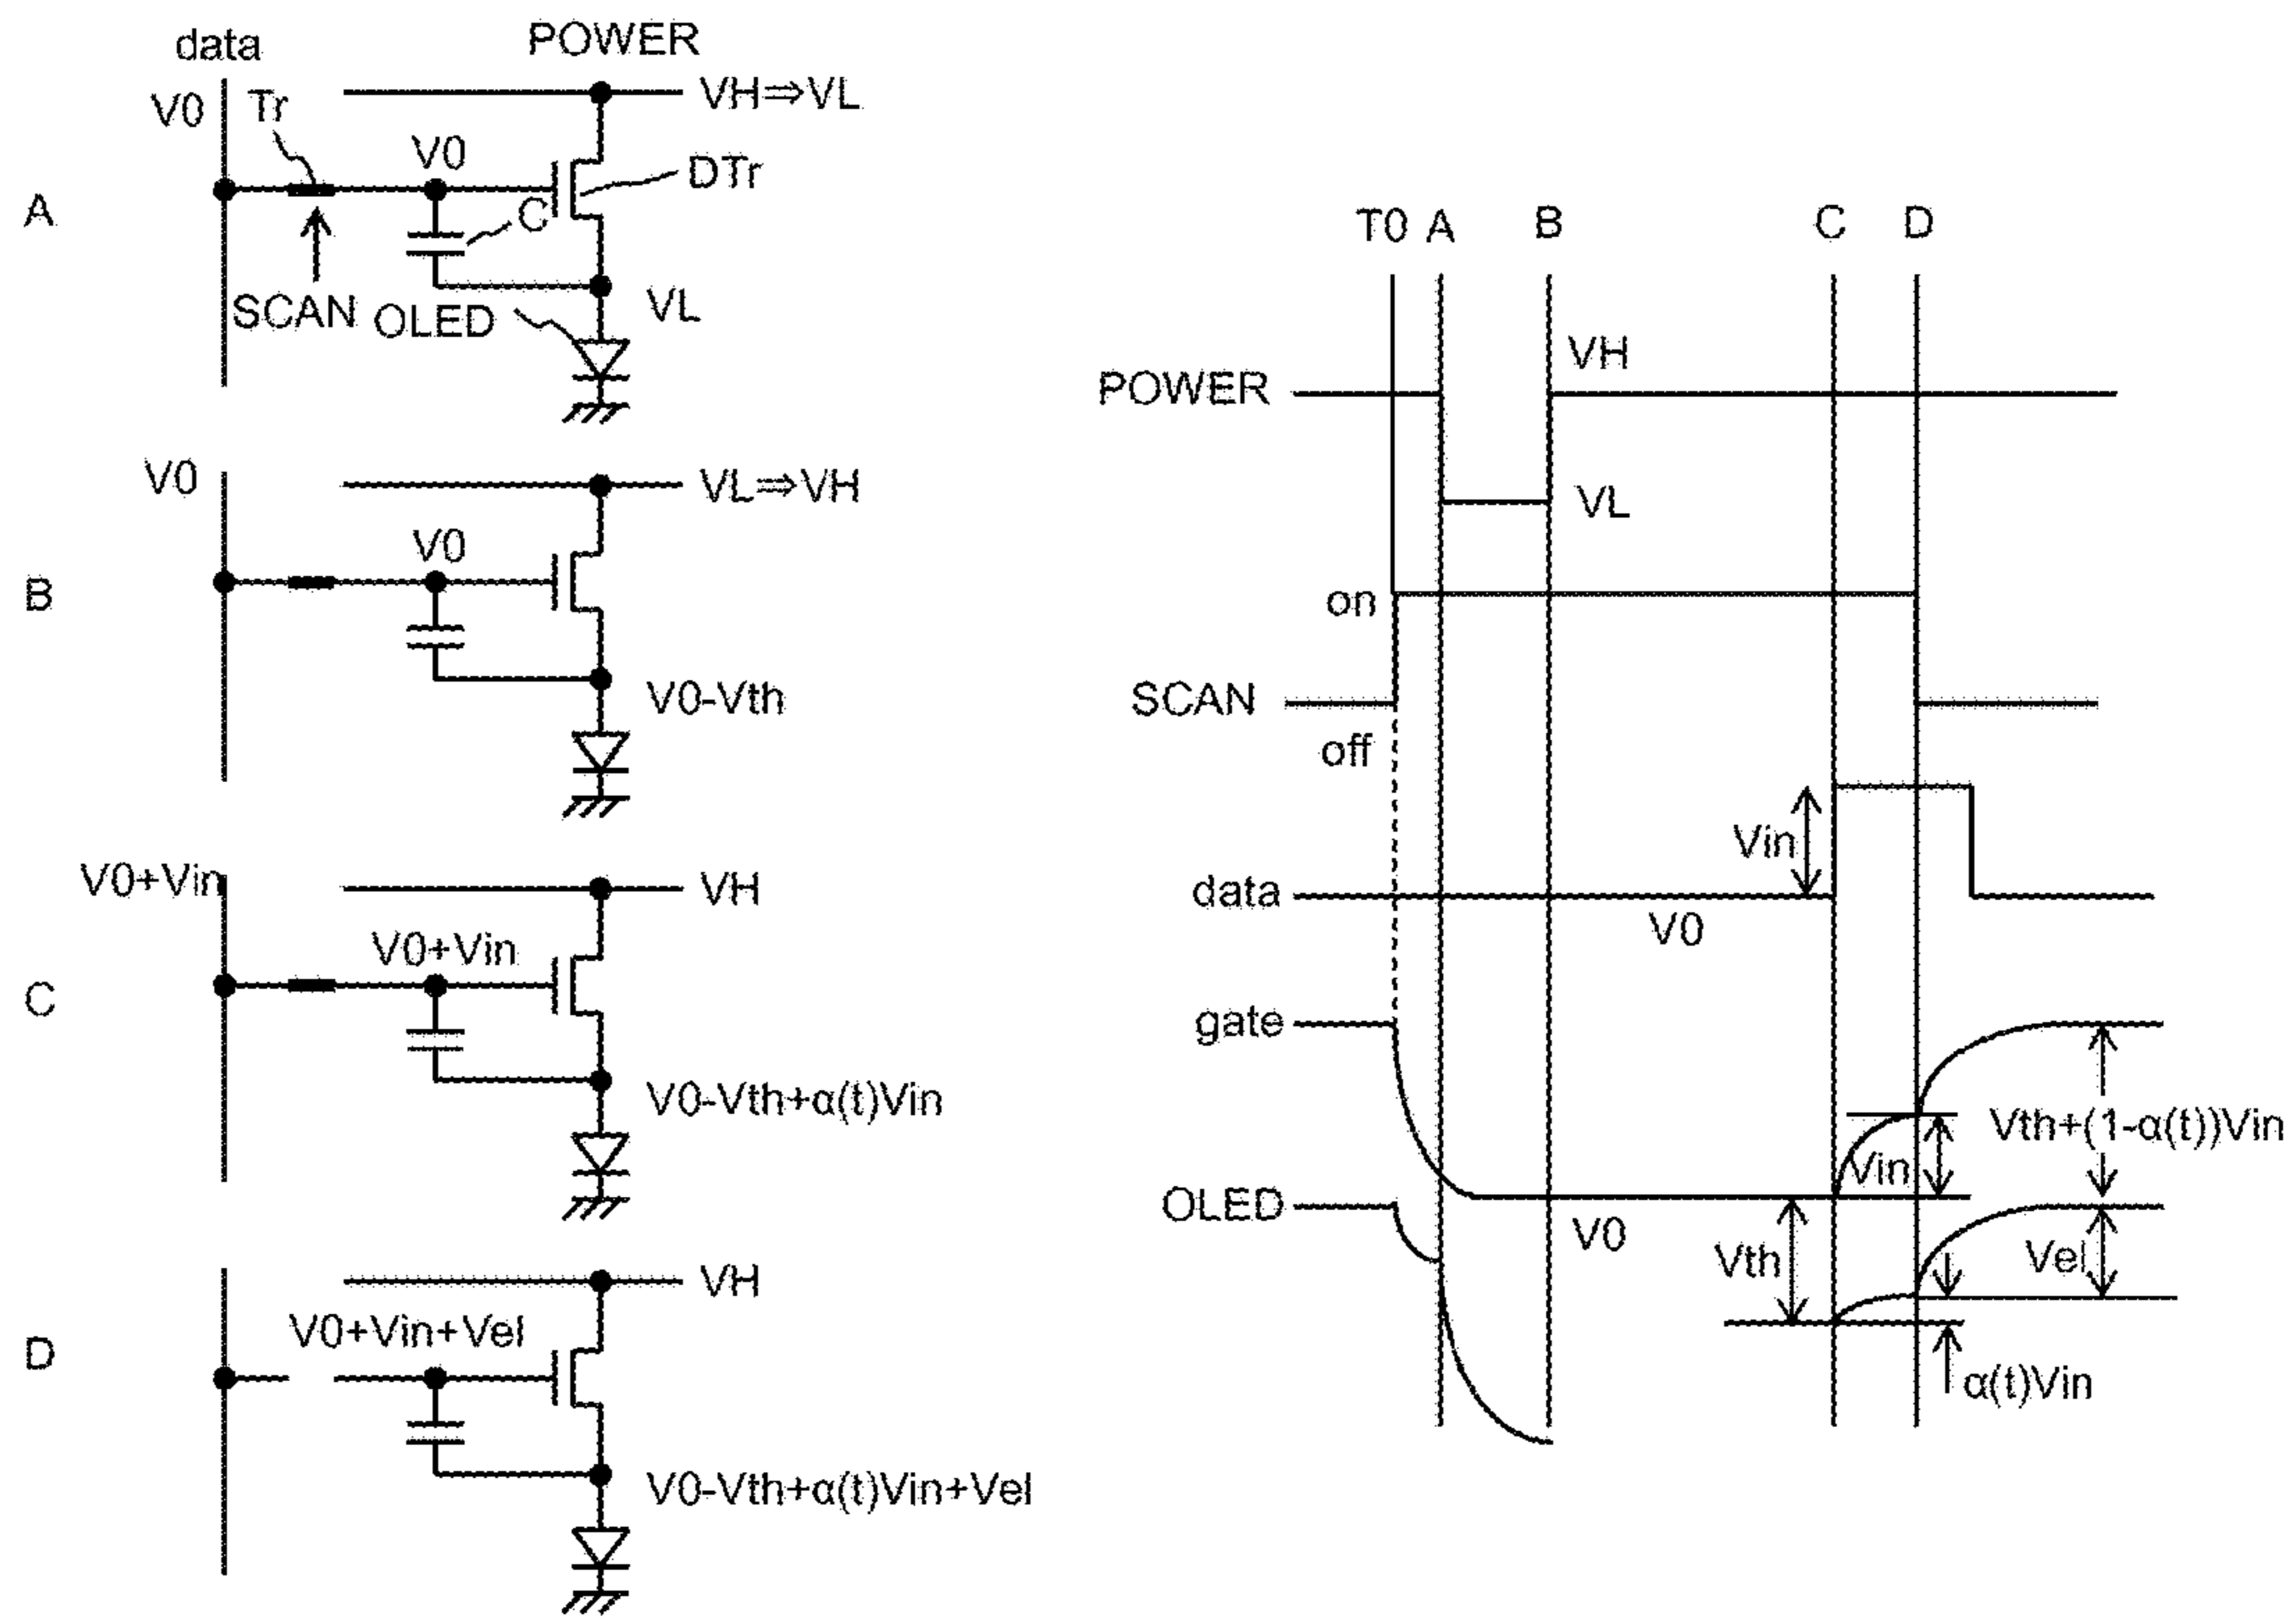 data
POWER
V0
Tr
VH⇒VL
V0
DTr
A
C
SCAN
OLED
VL
V0
VL⇒VH
V0
B
V0-Vth
V0+Vin
VH
V0+Vin
C
V0-Vth+α(t)Vin
VH
V0+Vin+Vel
D
V0-Vth+α(t)Vin+Vel
T0 A B C D
VH
POWER
VL
on
SCAN
off
Vin
data
V0
gate
Vth+(1-α(t))Vin
Vin
OLED
V0
Vth
Vel
α(t)Vin